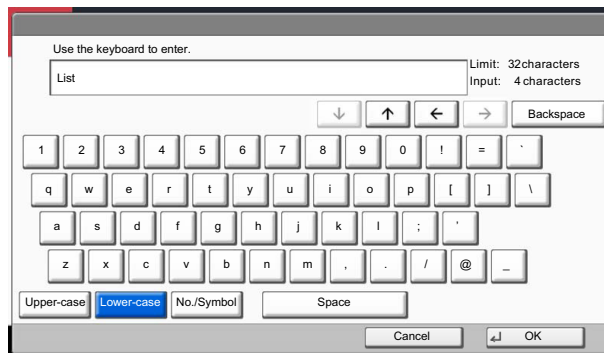 Use the keyboard to enter.
Limit: 32characters
List
Input: 4 characters
↓ ↑ ← → Backspace
1 2 3 4 5 6 7 8 9 0 ! = `
q w e r t y u i o p [ ] \
a s d f g h j k l ; '
z x c v b n m , . / @ _
Upper-case Lower-case No./Symbol Space
Cancel OK